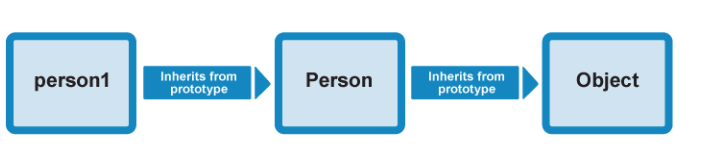 person1
Inherits from
prototype
Person
Inherits from
prototype
Object